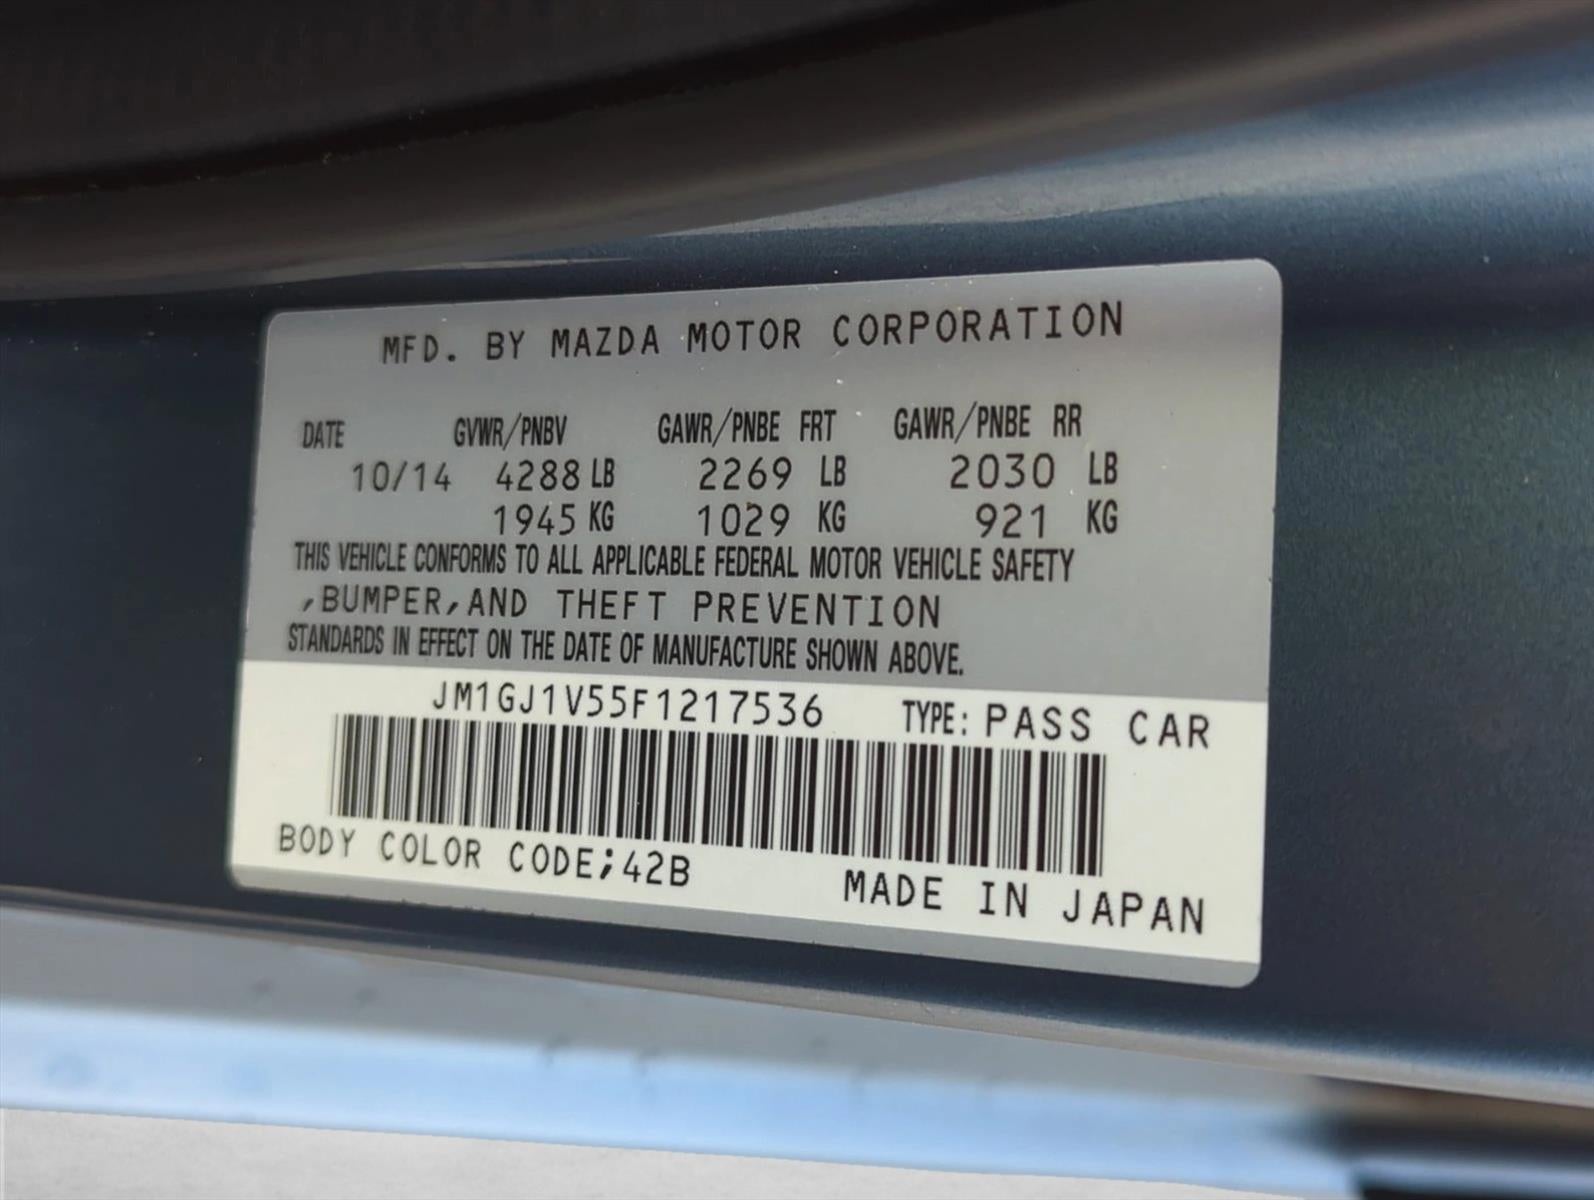 MFD. BY MAZDA MOTOR CORPORATION
DATE GVWR/PNBV GAWR/PNBE FRT GAWR/PNBE RR
10/14 4288 LB 2269 LB 2030 LB
1945 KG 1029 KG 921 KG
THIS VEHICLE CONFORMS TO ALL APPLICABLE FEDERAL MOTOR VEHICLE SAFETY
,BUMPER,AND THEFT PREVENTION
STANDARDS IN EFFECT ON THE DATE OF MANUFACTURE SHOWN ABOVE.
JM1GJ1V55F1217536 TYPE: PASS CAR
BODY COLOR CODE;42B
MADE IN JAPAN